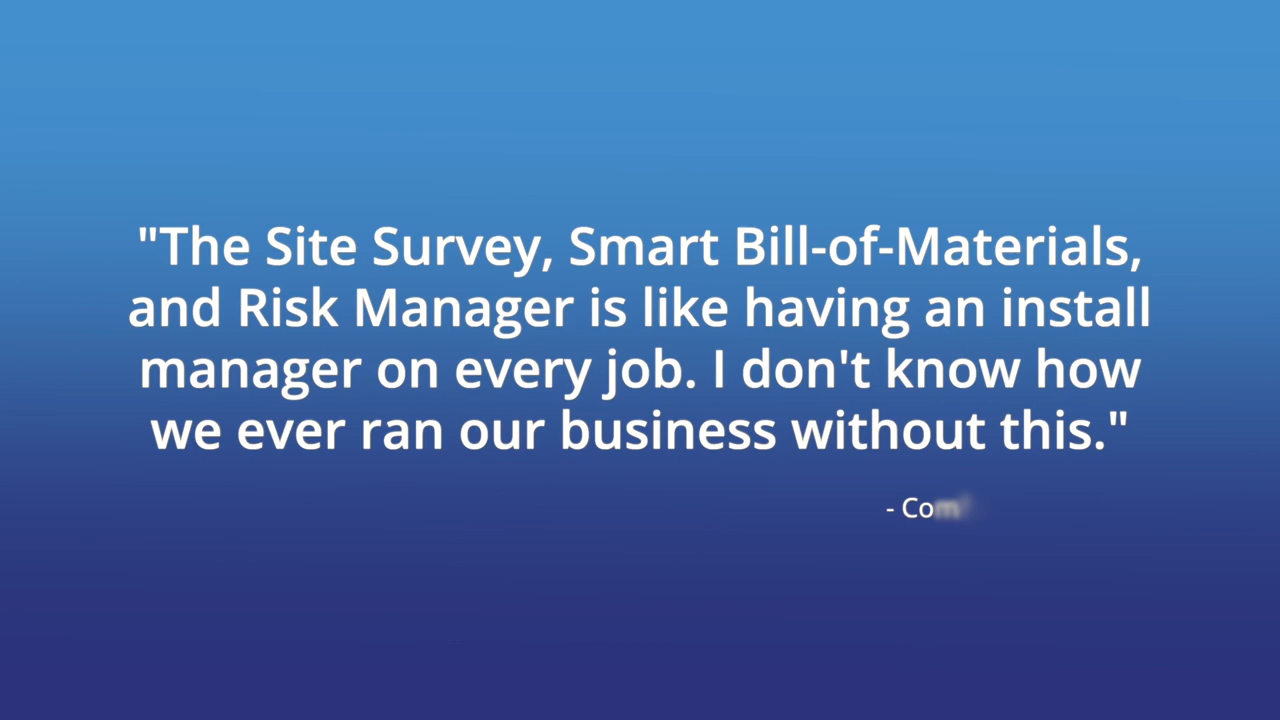 "The Site Survey, Smart Bill-of-Materials,
and Risk Manager is like having an install
manager on every job. I don't know how
we ever ran our business without this."